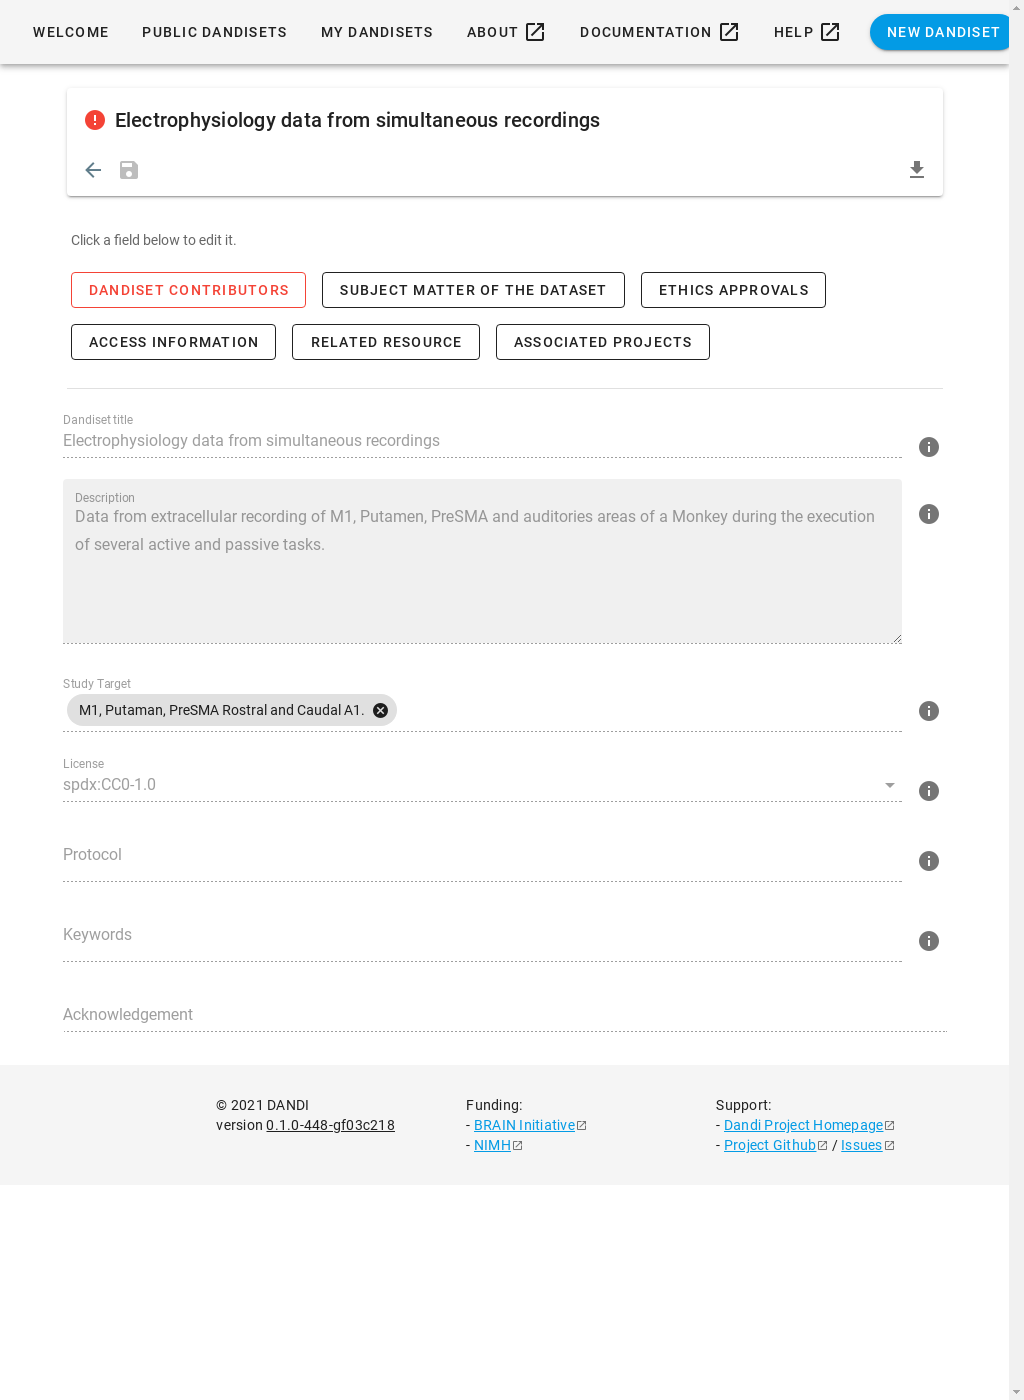 WELCOME PUBLIC DANDISETS MY DANDISETS ABOUT DOCUMENTATION HELP NEW DANDISET
Electrophysiology data from simultaneous recordings
Click a field below to edit it.
DANDISET CONTRIBUTORS SUBJECT MATTER OF THE DATASET ETHICS APPROVALS
ACCESS INFORMATION RELATED RESOURCE ASSOCIATED PROJECTS
Dandiset title
Electrophysiology data from simultaneous recordings
Description
Data from extracellular recording of M1, Putamen, PreSMA and auditories areas of a Monkey during the execution
of several active and passive tasks.
Study Target
M1, Putaman, PreSMA Rostral and Caudal A1.
License
spdx:CC0-1.0
Protocol
Keywords
Acknowledgement
© 2021 DANDI
version 0.1.0-448-gf03c218
Funding:
- BRAIN Initiative
- NIMH
Support:
- Dandi Project Homepage
- Project Github / Issues